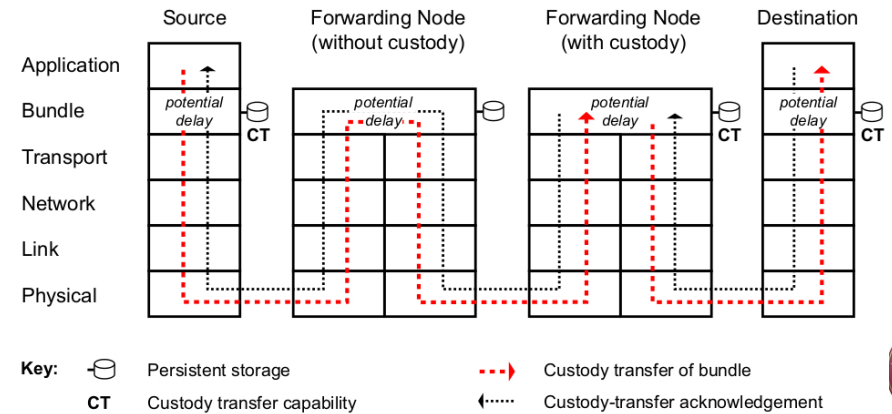 Source
Forwarding Node
(without custody)
Forwarding Node
(with custody)
Destination
Application
Bundle
Transport
Network
Link
Physical
potential
delay
CT
potential
delay
potential
delay
CT
potential
delay
CT
Key:
Persistent storage
Custody transfer of bundle
CT
Custody transfer capability
Custody-transfer acknowledgement